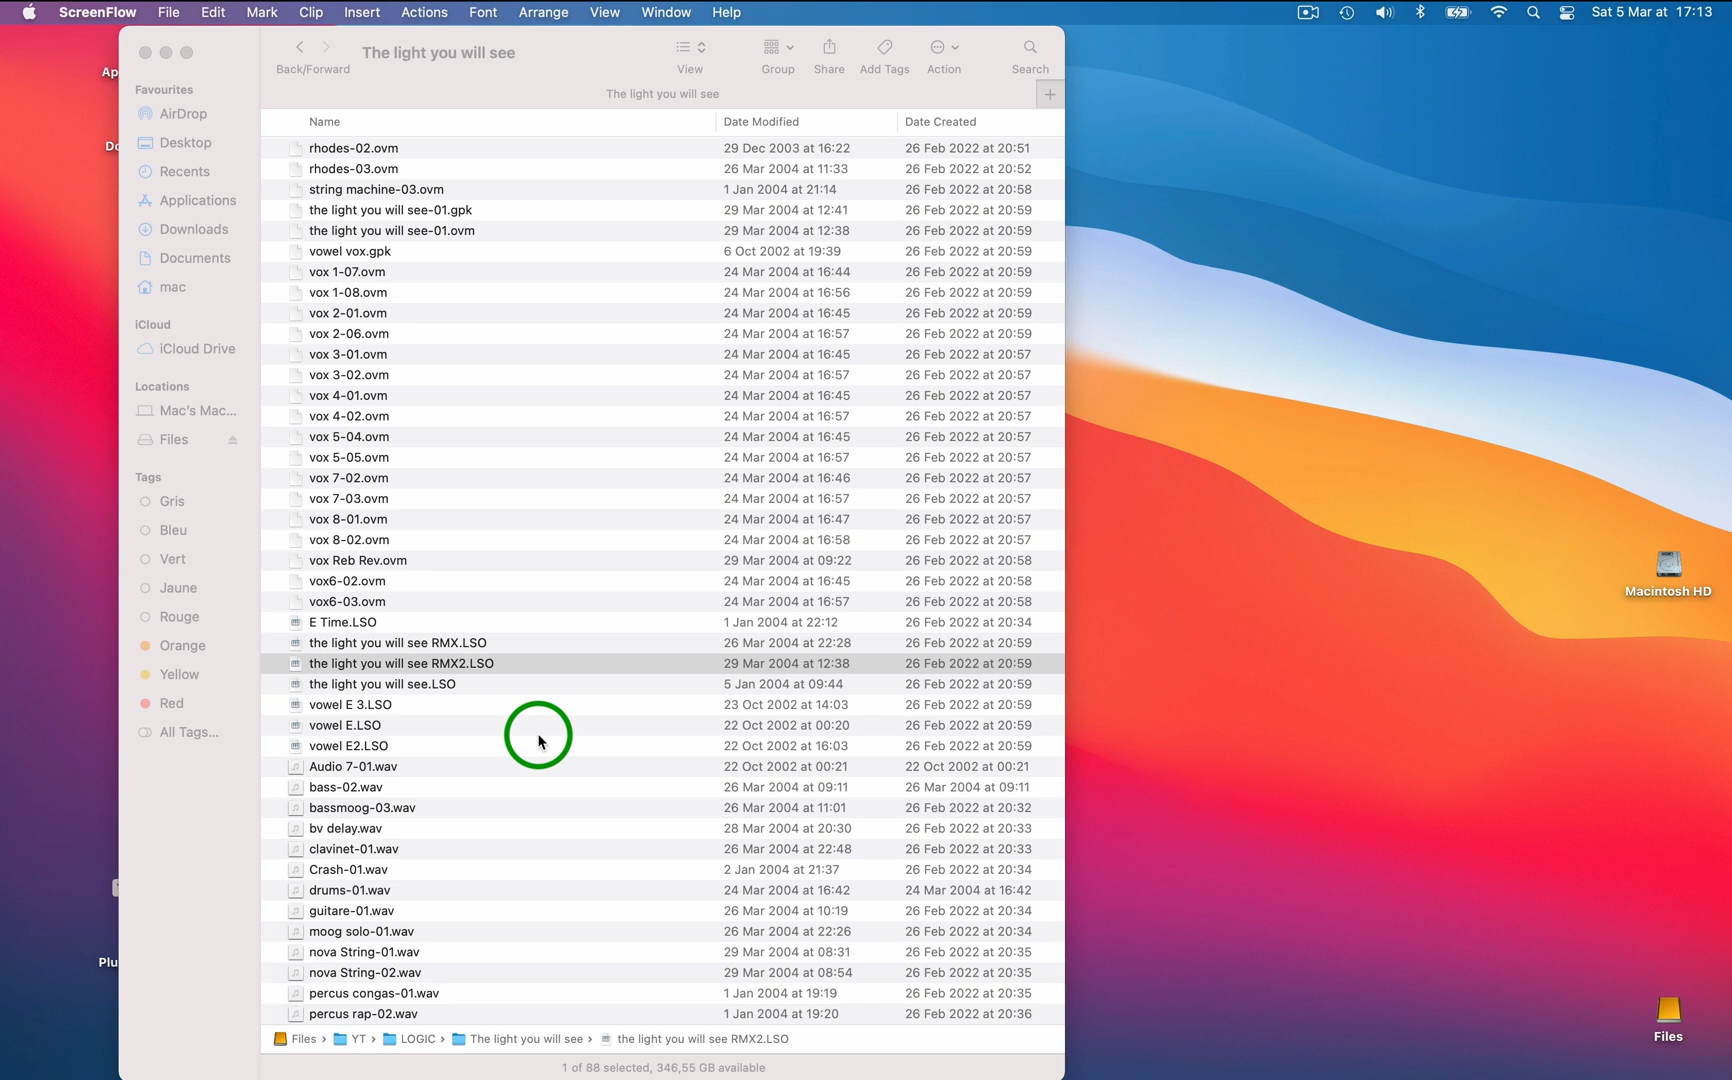 ScreenFlow File Edit Mark Clip Insert Actions Font Arrange View Window Help Sat 5 Mar at 17:13
Ap
Do
Plu
Favourites
AirDrop
Desktop
Recents
Applications
Downloads
Documents
mac
iCloud
iCloud Drive
Locations
Mac's Mac...
Files
Tags
Gris
Bleu
Vert
Jaune
Rouge
Orange
Yellow
Red
All Tags...
The light you will see
Back/Forward View Group Share Add Tags Action Search
The light you will see
Name Date Modified Date Created
rhodes-02.ovm 29 Dec 2003 at 16:22 26 Feb 2022 at 20:51
rhodes-03.ovm 26 Mar 2004 at 11:33 26 Feb 2022 at 20:52
string machine-03.ovm 1 Jan 2004 at 21:14 26 Feb 2022 at 20:58
the light you will see-01.gpk 29 Mar 2004 at 12:41 26 Feb 2022 at 20:59
the light you will see-01.ovm 29 Mar 2004 at 12:38 26 Feb 2022 at 20:59
vowel vox.gpk 6 Oct 2002 at 19:39 26 Feb 2022 at 20:59
vox 1-07.ovm 24 Mar 2004 at 16:44 26 Feb 2022 at 20:59
vox 1-08.ovm 24 Mar 2004 at 16:56 26 Feb 2022 at 20:59
vox 2-01.ovm 24 Mar 2004 at 16:45 26 Feb 2022 at 20:59
vox 2-06.ovm 24 Mar 2004 at 16:57 26 Feb 2022 at 20:59
vox 3-01.ovm 24 Mar 2004 at 16:45 26 Feb 2022 at 20:57
vox 3-02.ovm 24 Mar 2004 at 16:57 26 Feb 2022 at 20:57
vox 4-01.ovm 24 Mar 2004 at 16:45 26 Feb 2022 at 20:57
vox 4-02.ovm 24 Mar 2004 at 16:57 26 Feb 2022 at 20:57
vox 5-04.ovm 24 Mar 2004 at 16:45 26 Feb 2022 at 20:57
vox 5-05.ovm 24 Mar 2004 at 16:57 26 Feb 2022 at 20:57
vox 7-02.ovm 24 Mar 2004 at 16:46 26 Feb 2022 at 20:57
vox 7-03.ovm 24 Mar 2004 at 16:57 26 Feb 2022 at 20:57
vox 8-01.ovm 24 Mar 2004 at 16:47 26 Feb 2022 at 20:57
vox 8-02.ovm 24 Mar 2004 at 16:58 26 Feb 2022 at 20:57
vox Reb Rev.ovm 29 Mar 2004 at 09:22 26 Feb 2022 at 20:58
vox6-02.ovm 24 Mar 2004 at 16:45 26 Feb 2022 at 20:58
vox6-03.ovm 24 Mar 2004 at 16:57 26 Feb 2022 at 20:58
E Time.LSO 1 Jan 2004 at 22:12 26 Feb 2022 at 20:34
the light you will see RMX.LSO 26 Mar 2004 at 22:28 26 Feb 2022 at 20:59
the light you will see RMX2.LSO 29 Mar 2004 at 12:38 26 Feb 2022 at 20:59
the light you will see.LSO 5 Jan 2004 at 09:44 26 Feb 2022 at 20:59
vowel E 3.LSO 23 Oct 2002 at 14:03 26 Feb 2022 at 20:59
vowel E.LSO 22 Oct 2002 at 00:20 26 Feb 2022 at 20:59
vowel E2.LSO 22 Oct 2002 at 16:03 26 Feb 2022 at 20:59
Audio 7-01.wav 22 Oct 2002 at 00:21 22 Oct 2002 at 00:21
bass-02.wav 26 Mar 2004 at 09:11 26 Mar 2004 at 09:11
bassmoog-03.wav 26 Mar 2004 at 11:01 26 Feb 2022 at 20:32
bv delay.wav 28 Mar 2004 at 20:30 26 Feb 2022 at 20:33
clavinet-01.wav 26 Mar 2004 at 22:48 26 Feb 2022 at 20:33
Crash-01.wav 2 Jan 2004 at 21:37 26 Feb 2022 at 20:34
drums-01.wav 24 Mar 2004 at 16:42 24 Mar 2004 at 16:42
guitare-01.wav 26 Mar 2004 at 10:19 26 Feb 2022 at 20:34
moog solo-01.wav 26 Mar 2004 at 22:26 26 Feb 2022 at 20:34
nova String-01.wav 29 Mar 2004 at 08:31 26 Feb 2022 at 20:35
nova String-02.wav 29 Mar 2004 at 08:54 26 Feb 2022 at 20:35
percus congas-01.wav 1 Jan 2004 at 19:19 26 Feb 2022 at 20:35
percus rap-02.wav 1 Jan 2004 at 19:20 26 Feb 2022 at 20:36
Files › YT › LOGIC › The light you will see › the light you will see RMX2.LSO
1 of 88 selected, 346,55 GB available
Macintosh HD
Files